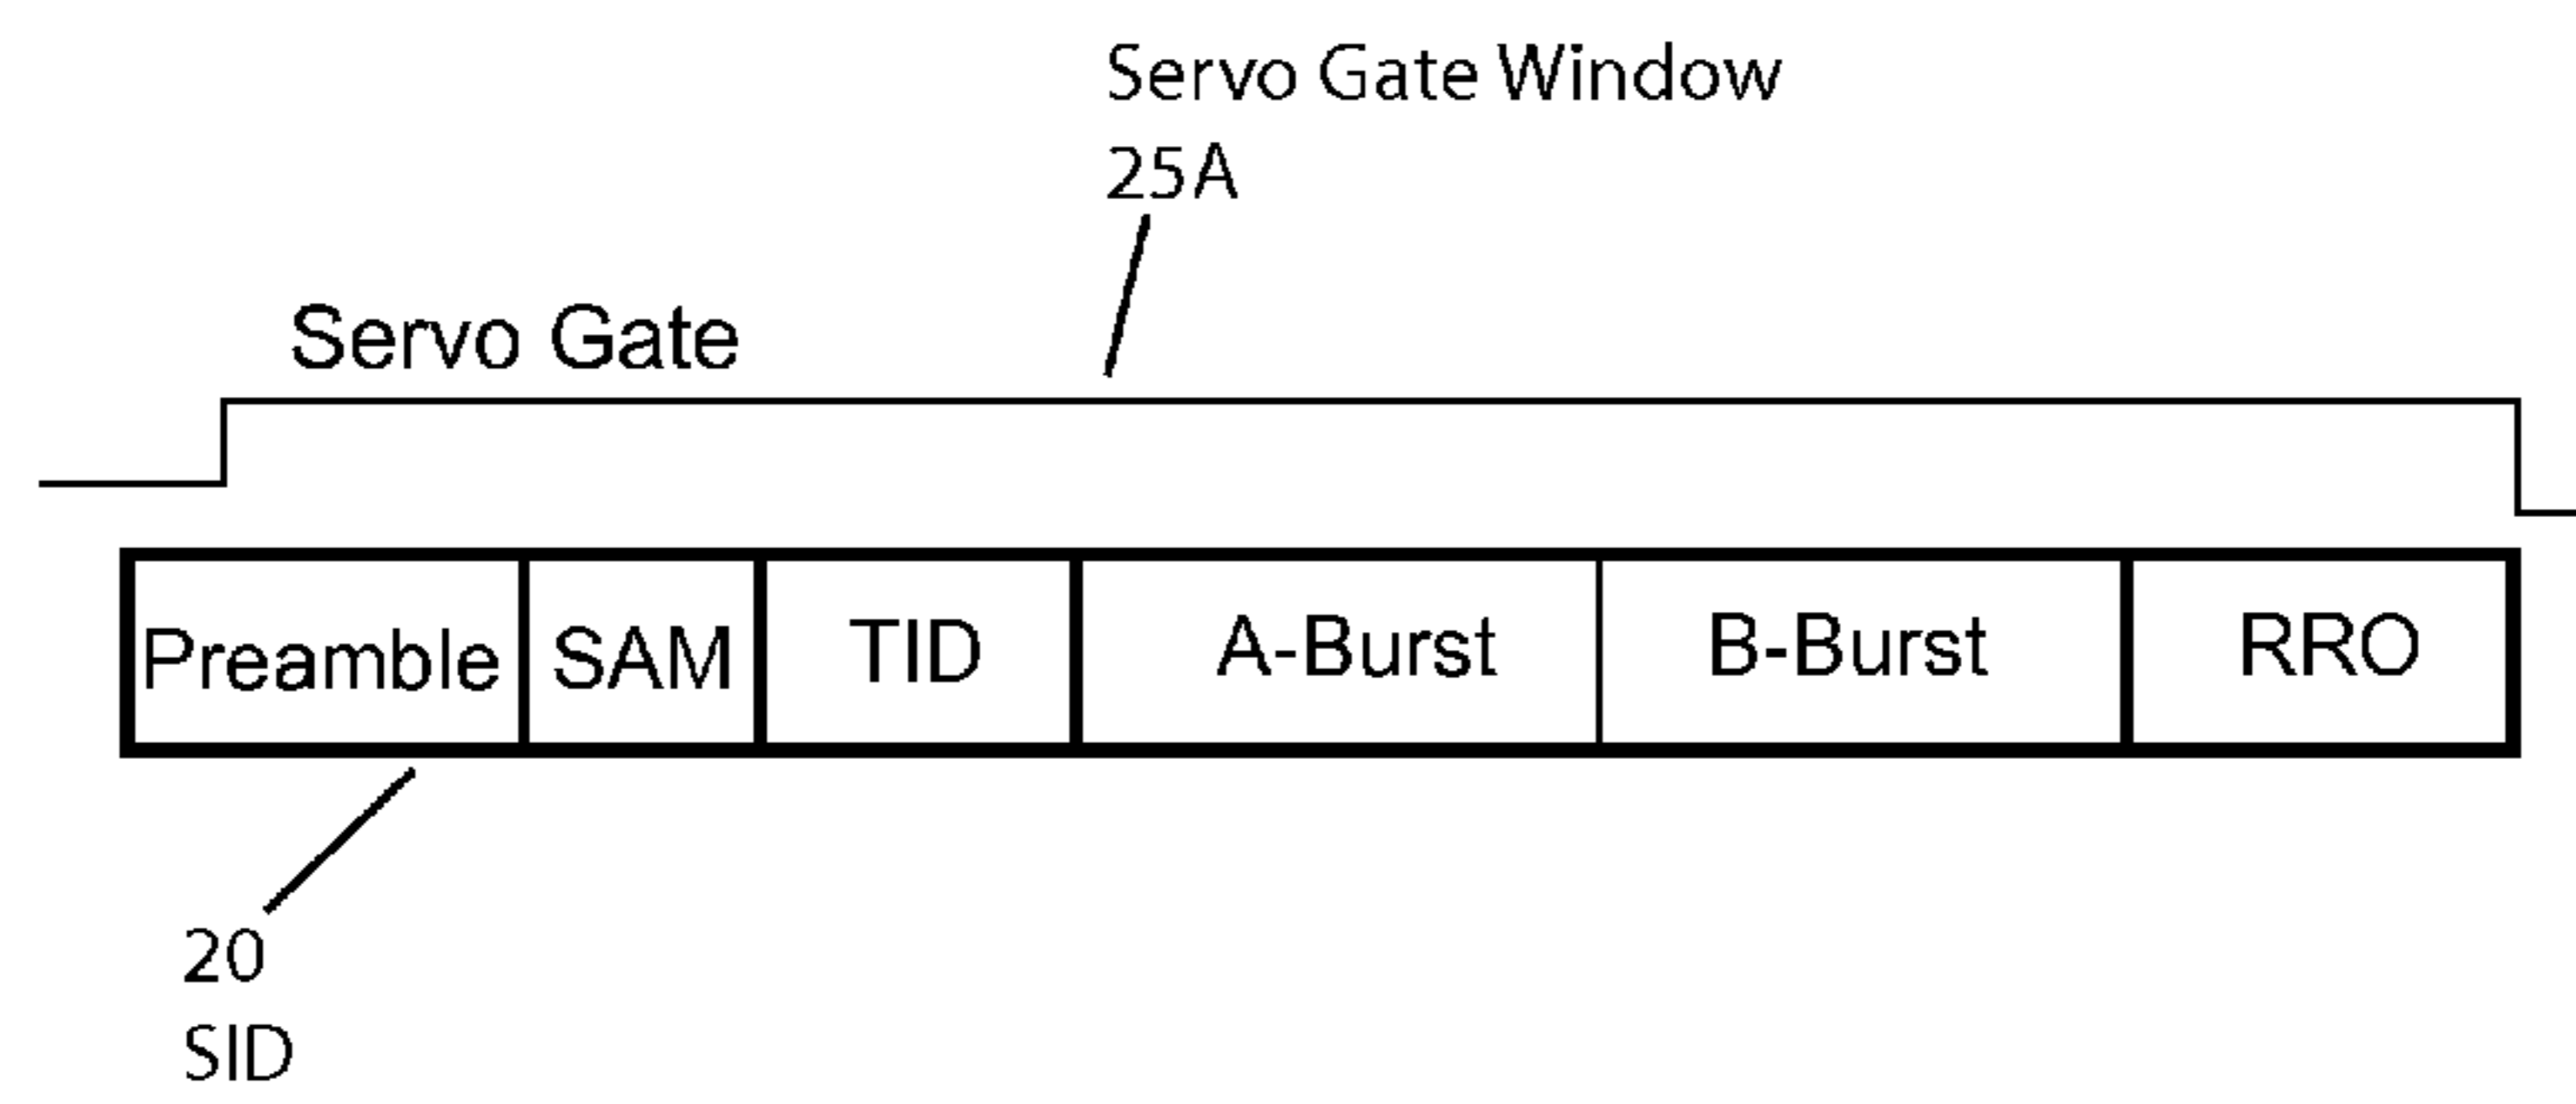 Servo Gate Window
25A
Servo Gate
Preamble SAM TID A-Burst B-Burst RRO
20
SID